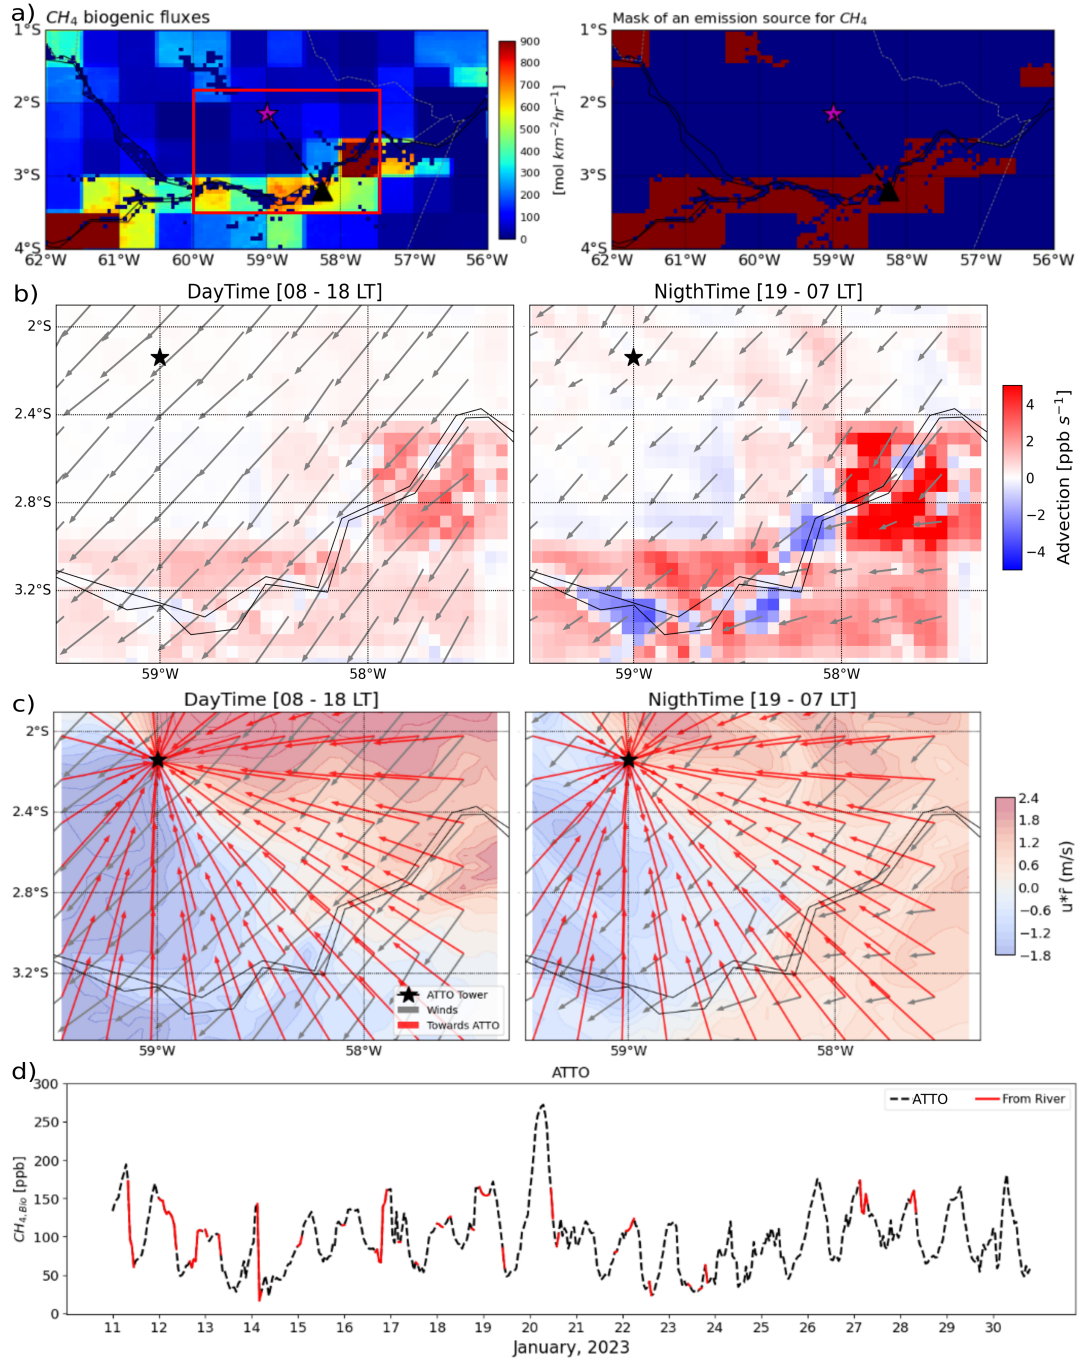 a)
CH4 biogenic fluxes
Mask of an emission source for CH4
1°S
2°S
3°S
4°S
62°W 61°W 60°W 59°W 58°W 57°W 56°W
900
800
700
600
500
400
300
200
100
0
[mol km−2hr−1]
1°S
2°S
3°S
4°S
62°W 61°W 60°W 59°W 58°W 57°W 56°W
b)
DayTime [08 - 18 LT]
NigthTime [19 - 07 LT]
2°S
2.4°S
2.8°S
3.2°S
59°W 58°W
59°W 58°W
4
2
0
−2
−4
Advection [ppb s−1]
c)
DayTime [08 - 18 LT]
NigthTime [19 - 07 LT]
2°S
2.4°S
2.8°S
3.2°S
ATTO Tower
Winds
Towards ATTO
59°W 58°W
59°W 58°W
2.4
1.8
1.2
0.6
0.0
−0.6
−1.2
−1.8
u*r̂ (m/s)
d)
ATTO
300
250
200
150
100
50
0
CH4,Bio [ppb]
ATTO
From River
11 12 13 14 15 16 17 18 19 20 21 22 23 24 25 26 27 28 29 30
January, 2023